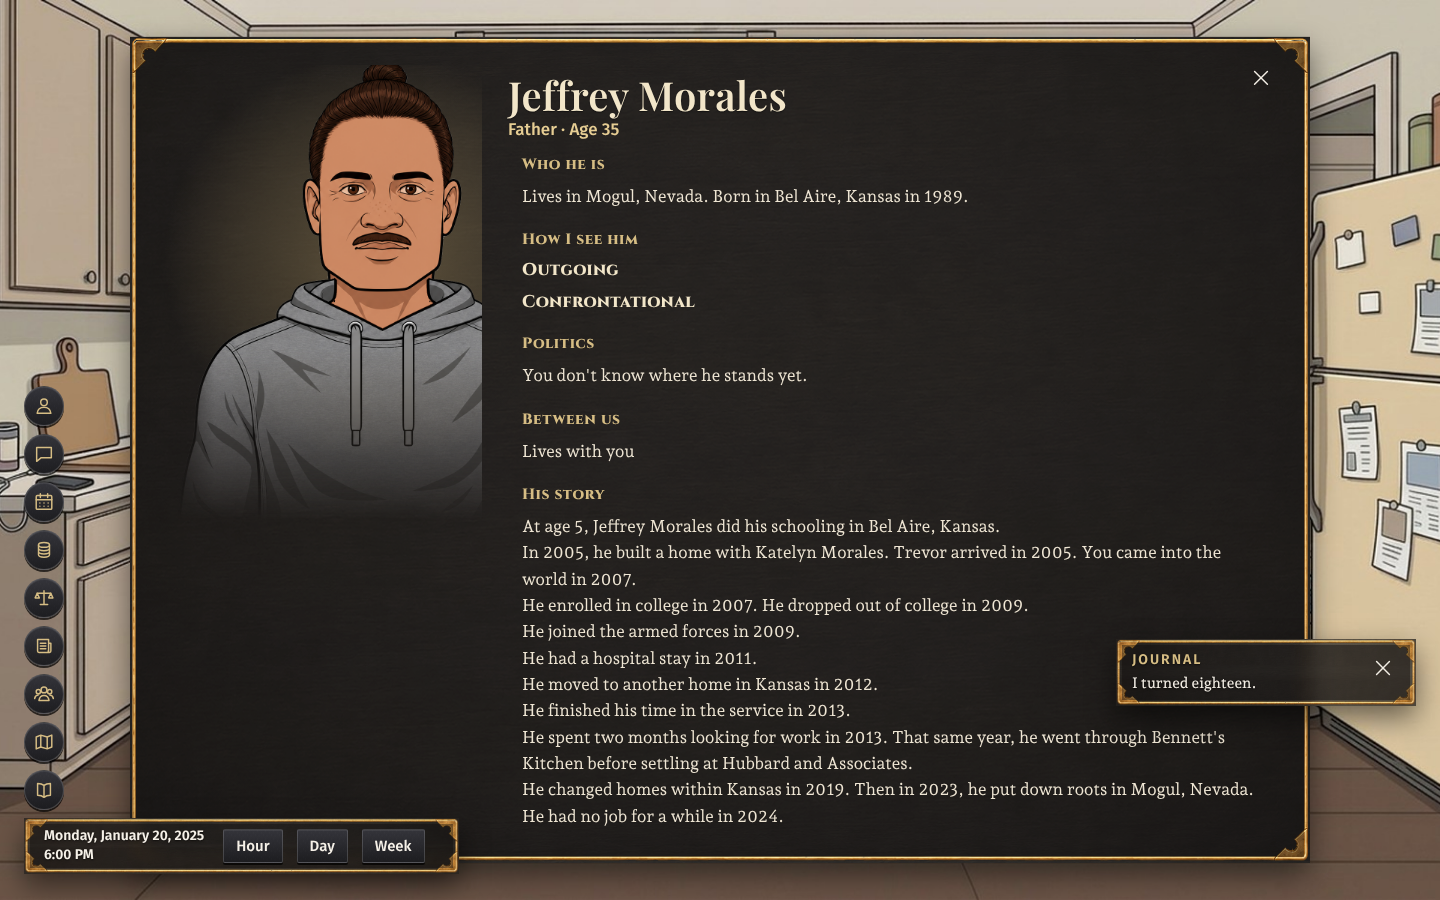 Jeffrey Morales
Father · Age 35
Who he is
Lives in Mogul, Nevada. Born in Bel Aire, Kansas in 1989.
How I see him
Outgoing
Confrontational
Politics
You don't know where he stands yet.
Between us
Lives with you
His story
At age 5, Jeffrey Morales did his schooling in Bel Aire, Kansas.
In 2005, he built a home with Katelyn Morales. Trevor arrived in 2005. You came into the
world in 2007.
He enrolled in college in 2007. He dropped out of college in 2009.
He joined the armed forces in 2009.
He had a hospital stay in 2011.
He moved to another home in Kansas in 2012.
He finished his time in the service in 2013.
He spent two months looking for work in 2013. That same year, he went through Bennett's
Kitchen before settling at Hubbard and Associates.
He changed homes within Kansas in 2019. Then in 2023, he put down roots in Mogul, Nevada.
He had no job for a while in 2024.
JOURNAL
I turned eighteen.
Monday, January 20, 2025
6:00 PM
Hour
Day
Week